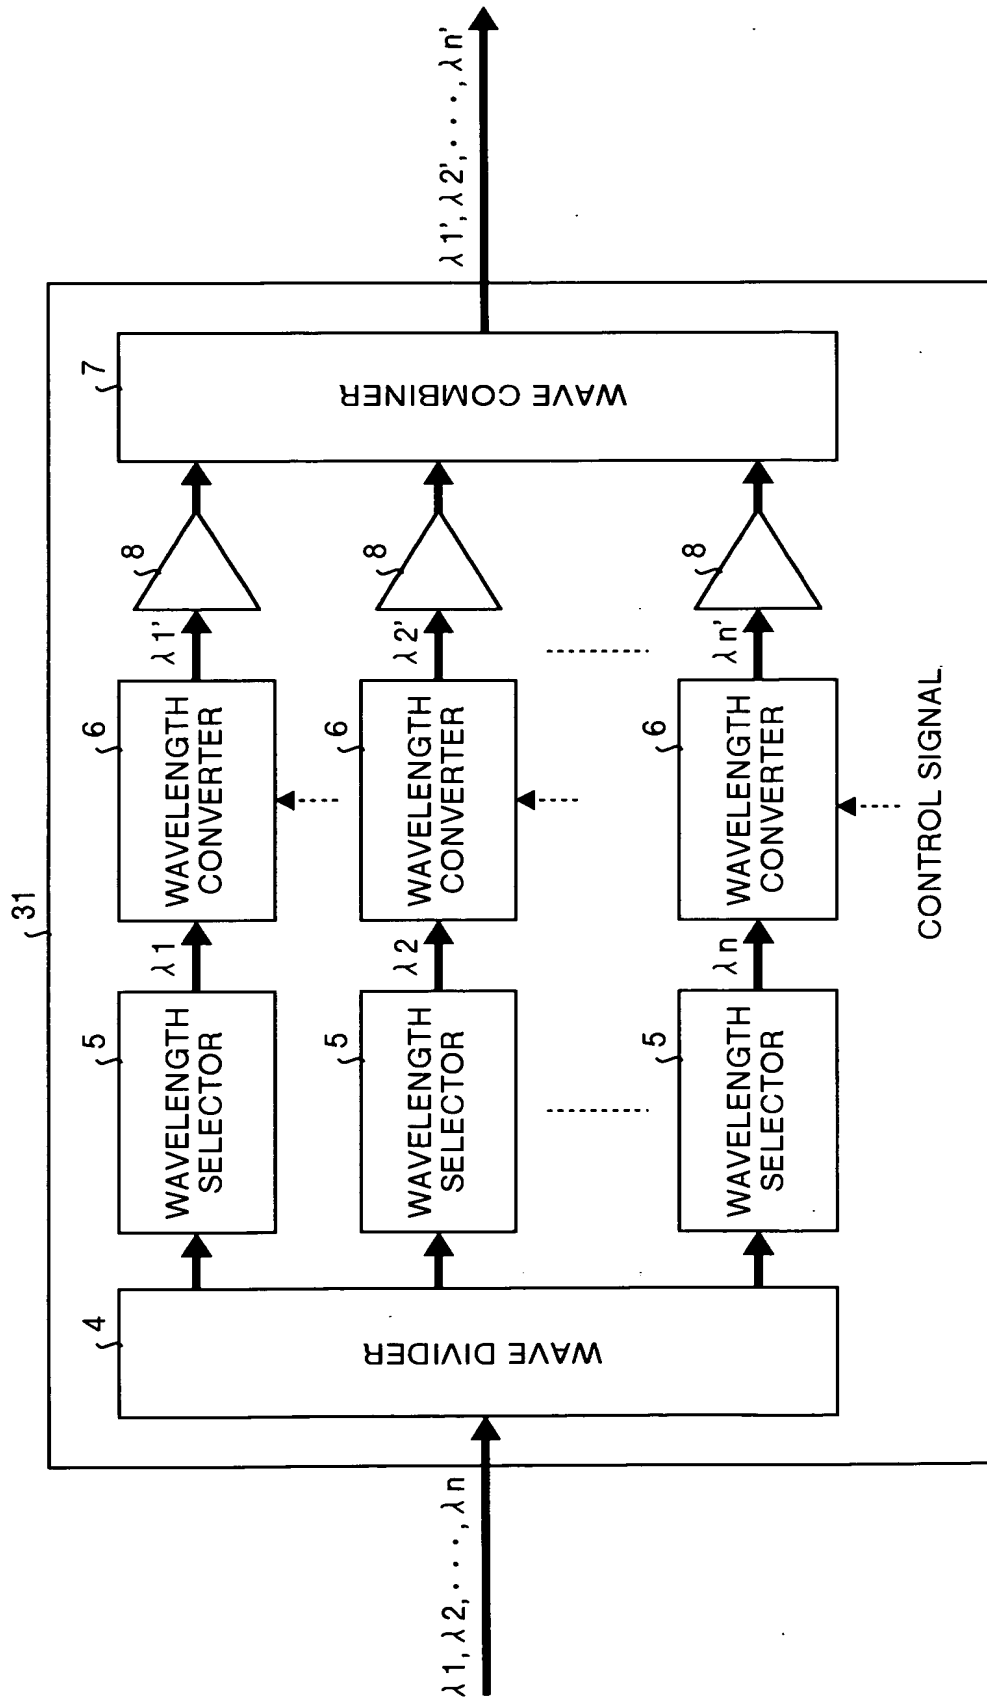 31
λ1, λ2, ・・・, λn
4
WAVE DIVIDER
5
WAVELENGTH
SELECTOR
λ1
6
WAVELENGTH
CONVERTER
λ1'
8
5
WAVELENGTH
SELECTOR
λ2
6
WAVELENGTH
CONVERTER
λ2'
8
5
WAVELENGTH
SELECTOR
λn
6
WAVELENGTH
CONVERTER
λn'
8
7
WAVE COMBINER
λ1', λ2', ・・・, λn'
CONTROL SIGNAL